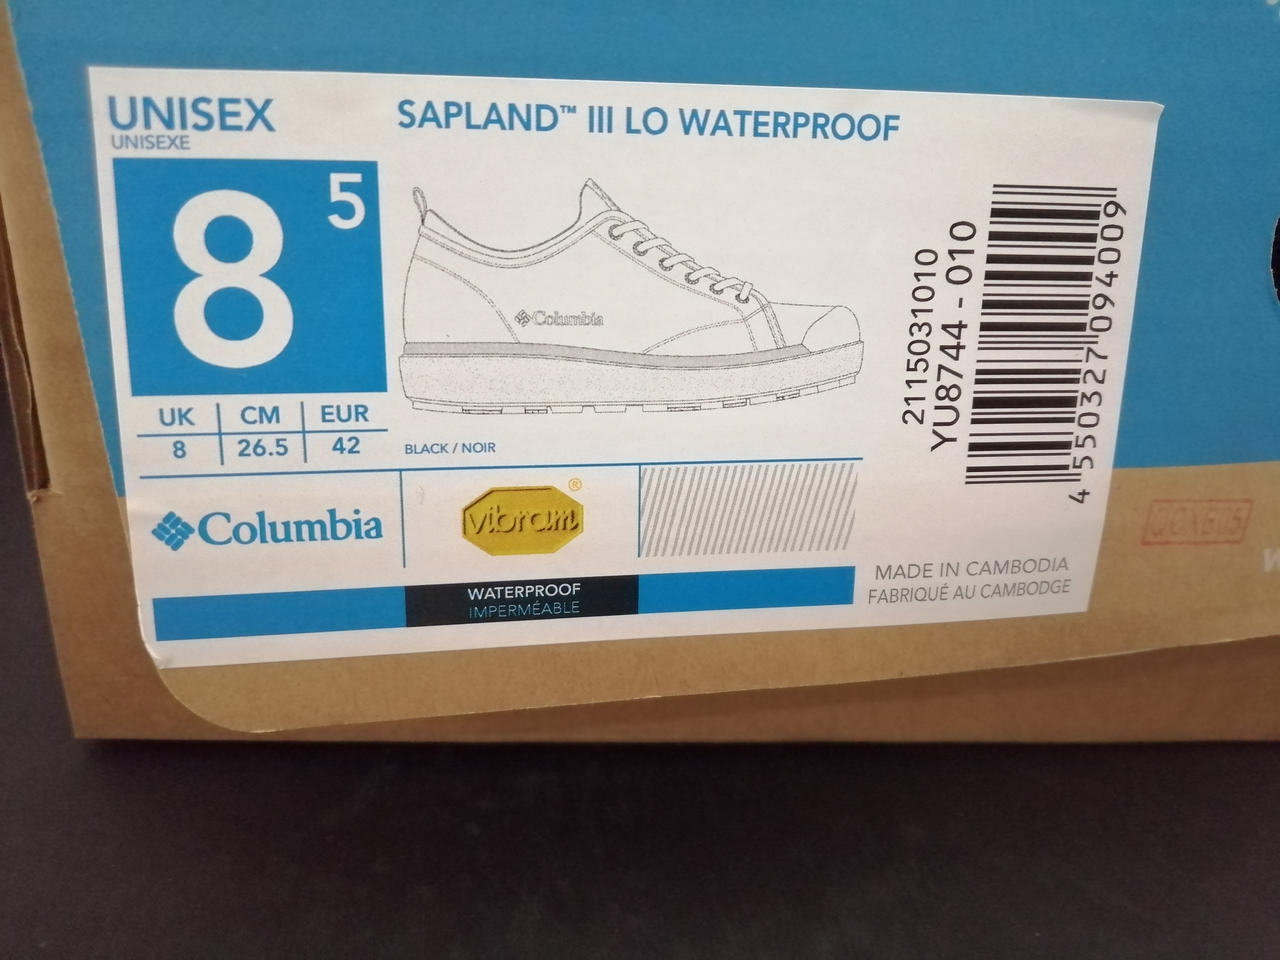 UNISEX
UNISEXE
SAPLAND™ III LO WATERPROOF
8 5
UK CM EUR
8 26.5 42
Columbia
BLACK / NOIR
2115031010
YU8744 - 010
4 550327 094009
Columbia
vibram®
WATERPROOF
IMPERMÉABLE
MADE IN CAMBODIA
FABRIQUÉ AU CAMBODGE